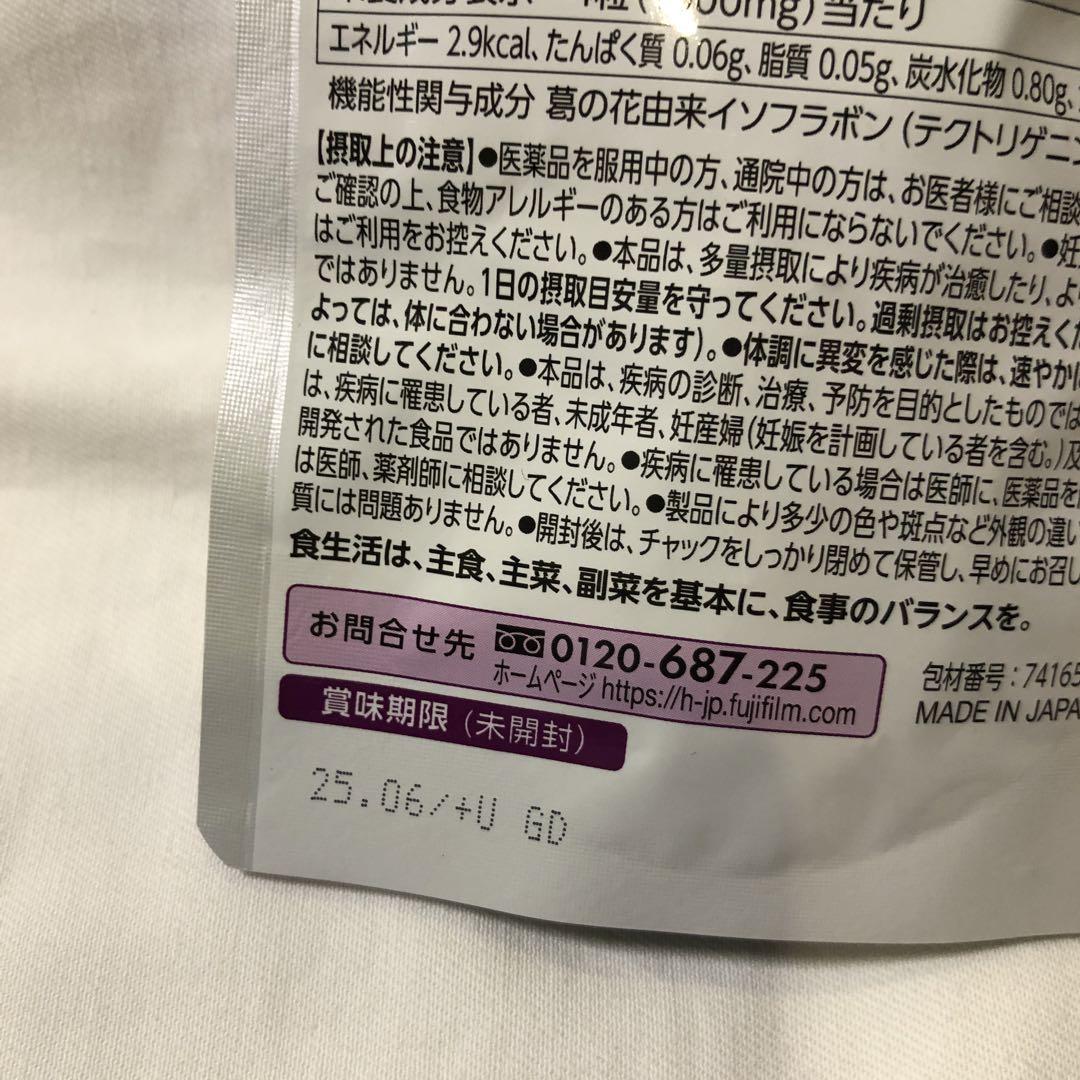 当たり
エネルギー 2.9kcal、たんぱく質 0.06g、脂質 0.05g、炭水化物 0.80g、
機能性関与成分 葛の花由来イソフラボン(テクトリゲニン
【摂取上の注意】●医薬品を服用中の方、通院中の方は、お医者様にご相談
ご確認の上、食物アレルギーのある方はご利用にならないでください。●妊
はご利用をお控えください。●本品は、多量摂取により疾病が治癒したり、よ
ではありません。1日の摂取目安量を守ってください。過剰摂取はお控えくだ
よっては、体に合わない場合があります)。●体調に異変を感じた際は、速やかに
に相談してください。●本品は、疾病の診断、治療、予防を目的としたものでは
は、疾病に罹患している者、未成年者、妊産婦(妊娠を計画している者を含む。)及
開発された食品ではありません。●疾病に罹患している場合は医師に、医薬品を
は医師、薬剤師に相談してください。●製品により多少の色や斑点など外観の違い
質には問題ありません。●開封後は、チャックをしっかり閉めて保管し、早めにお召し
食生活は、主食、主菜、副菜を基本に、食事のバランスを。
お問合せ先 0120-687-225
ホームページ https://h-jp.fujifilm.com
包材番号:74165
MADE IN JAPA
賞味期限(未開封)
25.06/+U GD